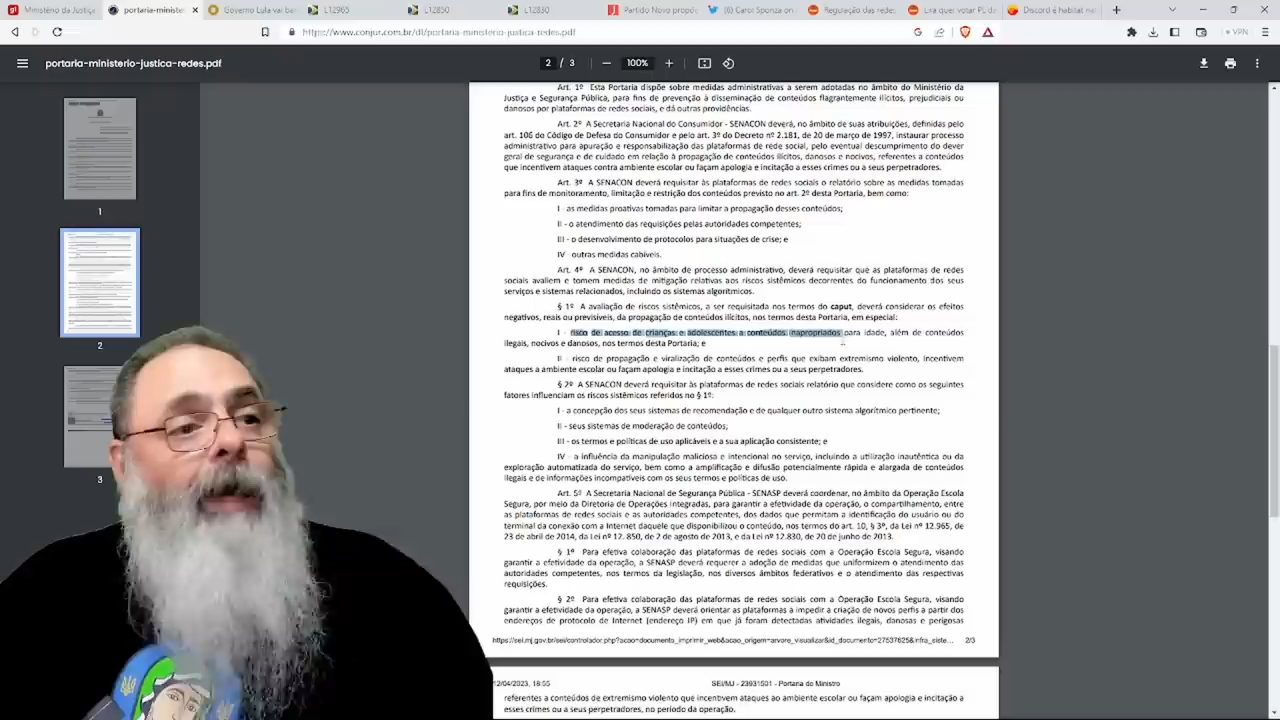 Ministério da Justiça
portaria-ministe
Governo Lula vai bar
L12965
L12850
L12830
Partido Novo propõ
(6) Carol Sponza on
Regulação das redes
Lira quer votar PL da
Discord é habitat na
https://www.conjur.com.br/dl/portaria-ministerio-justica-redes.pdf
VPN
portaria-ministerio-justica-redes.pdf
2 / 3
100%
Art. 1º Esta Portaria dispõe sobre medidas administrativas a serem adotadas no âmbito do Ministério da
Justiça e Segurança Pública, para fins de prevenção à disseminação de conteúdos flagrantemente ilícitos, prejudiciais ou
danosos por plataformas de redes sociais, e dá outras providências.
Art. 2º A Secretaria Nacional do Consumidor - SENACON deverá, no âmbito de suas atribuições, definidas pelo
art. 106 do Código de Defesa do Consumidor e pelo art. 3º do Decreto nº 2.181, de 20 de março de 1997, instaurar processo
administrativo para apuração e responsabilização das plataformas de rede social, pelo eventual descumprimento do dever
geral de segurança e de cuidado em relação à propagação de conteúdos ilícitos, danosos e nocivos, referentes a conteúdos
que incentivem ataques contra ambiente escolar ou façam apologia e incitação a esses crimes ou a seus perpetradores.
Art. 3º A SENACON deverá requisitar às plataformas de redes sociais o relatório sobre as medidas tomadas
para fins de monitoramento, limitação e restrição dos conteúdos previsto no art. 2º desta Portaria, bem como:
I - as medidas proativas tomadas para limitar a propagação desses conteúdos;
II - o atendimento das requisições pelas autoridades competentes;
III - o desenvolvimento de protocolos para situações de crise; e
IV - outras medidas cabíveis.
Art. 4º A SENACON, no âmbito de processo administrativo, deverá requisitar que as plataformas de redes
sociais avaliem e tomem medidas de mitigação relativas aos riscos sistêmicos decorrentes do funcionamento dos seus
serviços e sistemas relacionados, incluindo os sistemas algorítmicos.
§ 1º A avaliação de riscos sistêmicos, a ser requisitada nos termos do caput, deverá considerar os efeitos
negativos, reais ou previsíveis, da propagação de conteúdos ilícitos, nos termos desta Portaria, em especial:
I - risco de acesso de crianças e adolescentes a conteúdos inapropriados para idade, além de conteúdos
ilegais, nocivos e danosos, nos termos desta Portaria; e
II - risco de propagação e viralização de conteúdos e perfis que exibam extremismo violento, incentivem
ataques a ambiente escolar ou façam apologia e incitação a esses crimes ou a seus perpetradores.
§ 2º A SENACON deverá requisitar às plataformas de redes sociais relatório que considere como os seguintes
fatores influenciam os riscos sistêmicos referidos no § 1º:
I - a concepção dos seus sistemas de recomendação e de qualquer outro sistema algorítmico pertinente;
II - seus sistemas de moderação de conteúdos;
III - os termos e políticas de uso aplicáveis e a sua aplicação consistente; e
IV - a influência da manipulação maliciosa e intencional no serviço, incluindo a utilização inautêntica ou da
exploração automatizada do serviço, bem como a amplificação e difusão potencialmente rápida e alargada de conteúdos
ilegais e de informações incompatíveis com os seus termos e políticas de uso.
Art. 5º A Secretaria Nacional de Segurança Pública - SENASP deverá coordenar, no âmbito da Operação Escola
Segura, por meio da Diretoria de Operações integradas, para garantir a efetividade da operação, o compartilhamento, entre
as plataformas de redes sociais e as autoridades competentes, dos dados que permitam a identificação do usuário ou do
terminal da conexão com a Internet daquele que disponibilizou o conteúdo, nos termos do art. 10, § 3º, da Lei nº 12.965, de
23 de abril de 2014, da Lei nº 12. 850, de 2 de agosto de 2013, e da Lei nº 12.830, de 20 de junho de 2013.
§ 1º Para efetiva colaboração das plataformas de redes sociais com a Operação Escola Segura, visando
garantir a efetividade da operação, a SENASP deverá requerer a adoção de medidas que uniformizem o atendimento das
autoridades competentes, nos termos da legislação, nos diversos âmbitos federativos e o atendimento das respectivas
requisições.
§ 2º Para efetiva colaboração das plataformas de redes sociais com a Operação Escola Segura, visando
garantir a efetividade da operação, a SENASP deverá orientar as plataformas a impedir a criação de novos perfis a partir dos
endereços de protocolo de Internet (endereço IP) em que já foram detectadas atividades ilegais, danosas e perigosas
https://sei.mj.gov.br/sei/controlador.php?acao=documento_imprimir_web&acao_origem=arvore_visualizar&id_documento=27537625&infra_siste...
2/3
12/04/2023, 18:55
SEI/MJ - 23931501 - Portaria do Ministro
referentes a conteúdos de extremismo violento que incentivem ataques ao ambiente escolar ou façam apologia e incitação a
esses crimes ou a seus perpetradores, no período da operação.
1
2
3